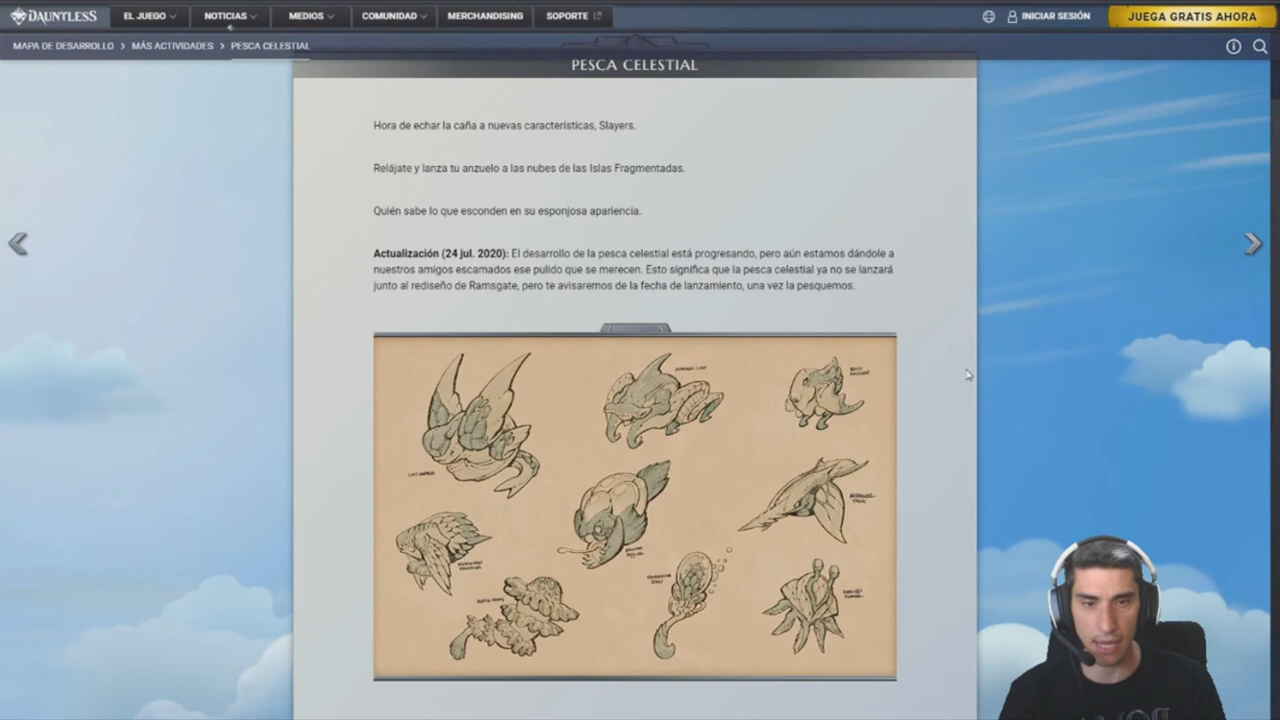 DAUNTLESS EL JUEGO NOTICIAS MEDIOS COMUNIDAD MERCHANDISING SOPORTE INICIAR SESIÓN JUEGA GRATIS AHORA
MAPA DE DESARROLLO > MÁS ACTIVIDADES > PESCA CELESTIAL
PESCA CELESTIAL
Hora de echar la caña a nuevas características, Slayers.
Relájate y lanza tu anzuelo a las nubes de las Islas Fragmentadas.
Quién sabe lo que esconden en su esponjosa apariencia.
Actualización (24 jul. 2020): El desarrollo de la pesca celestial está progresando, pero aún estamos dándole a
nuestros amigos escamados ese pulido que se merecen. Esto significa que la pesca celestial ya no se lanzará
junto al rediseño de Ramsgate, pero te avisaremos de la fecha de lanzamiento, una vez la pesquemos.